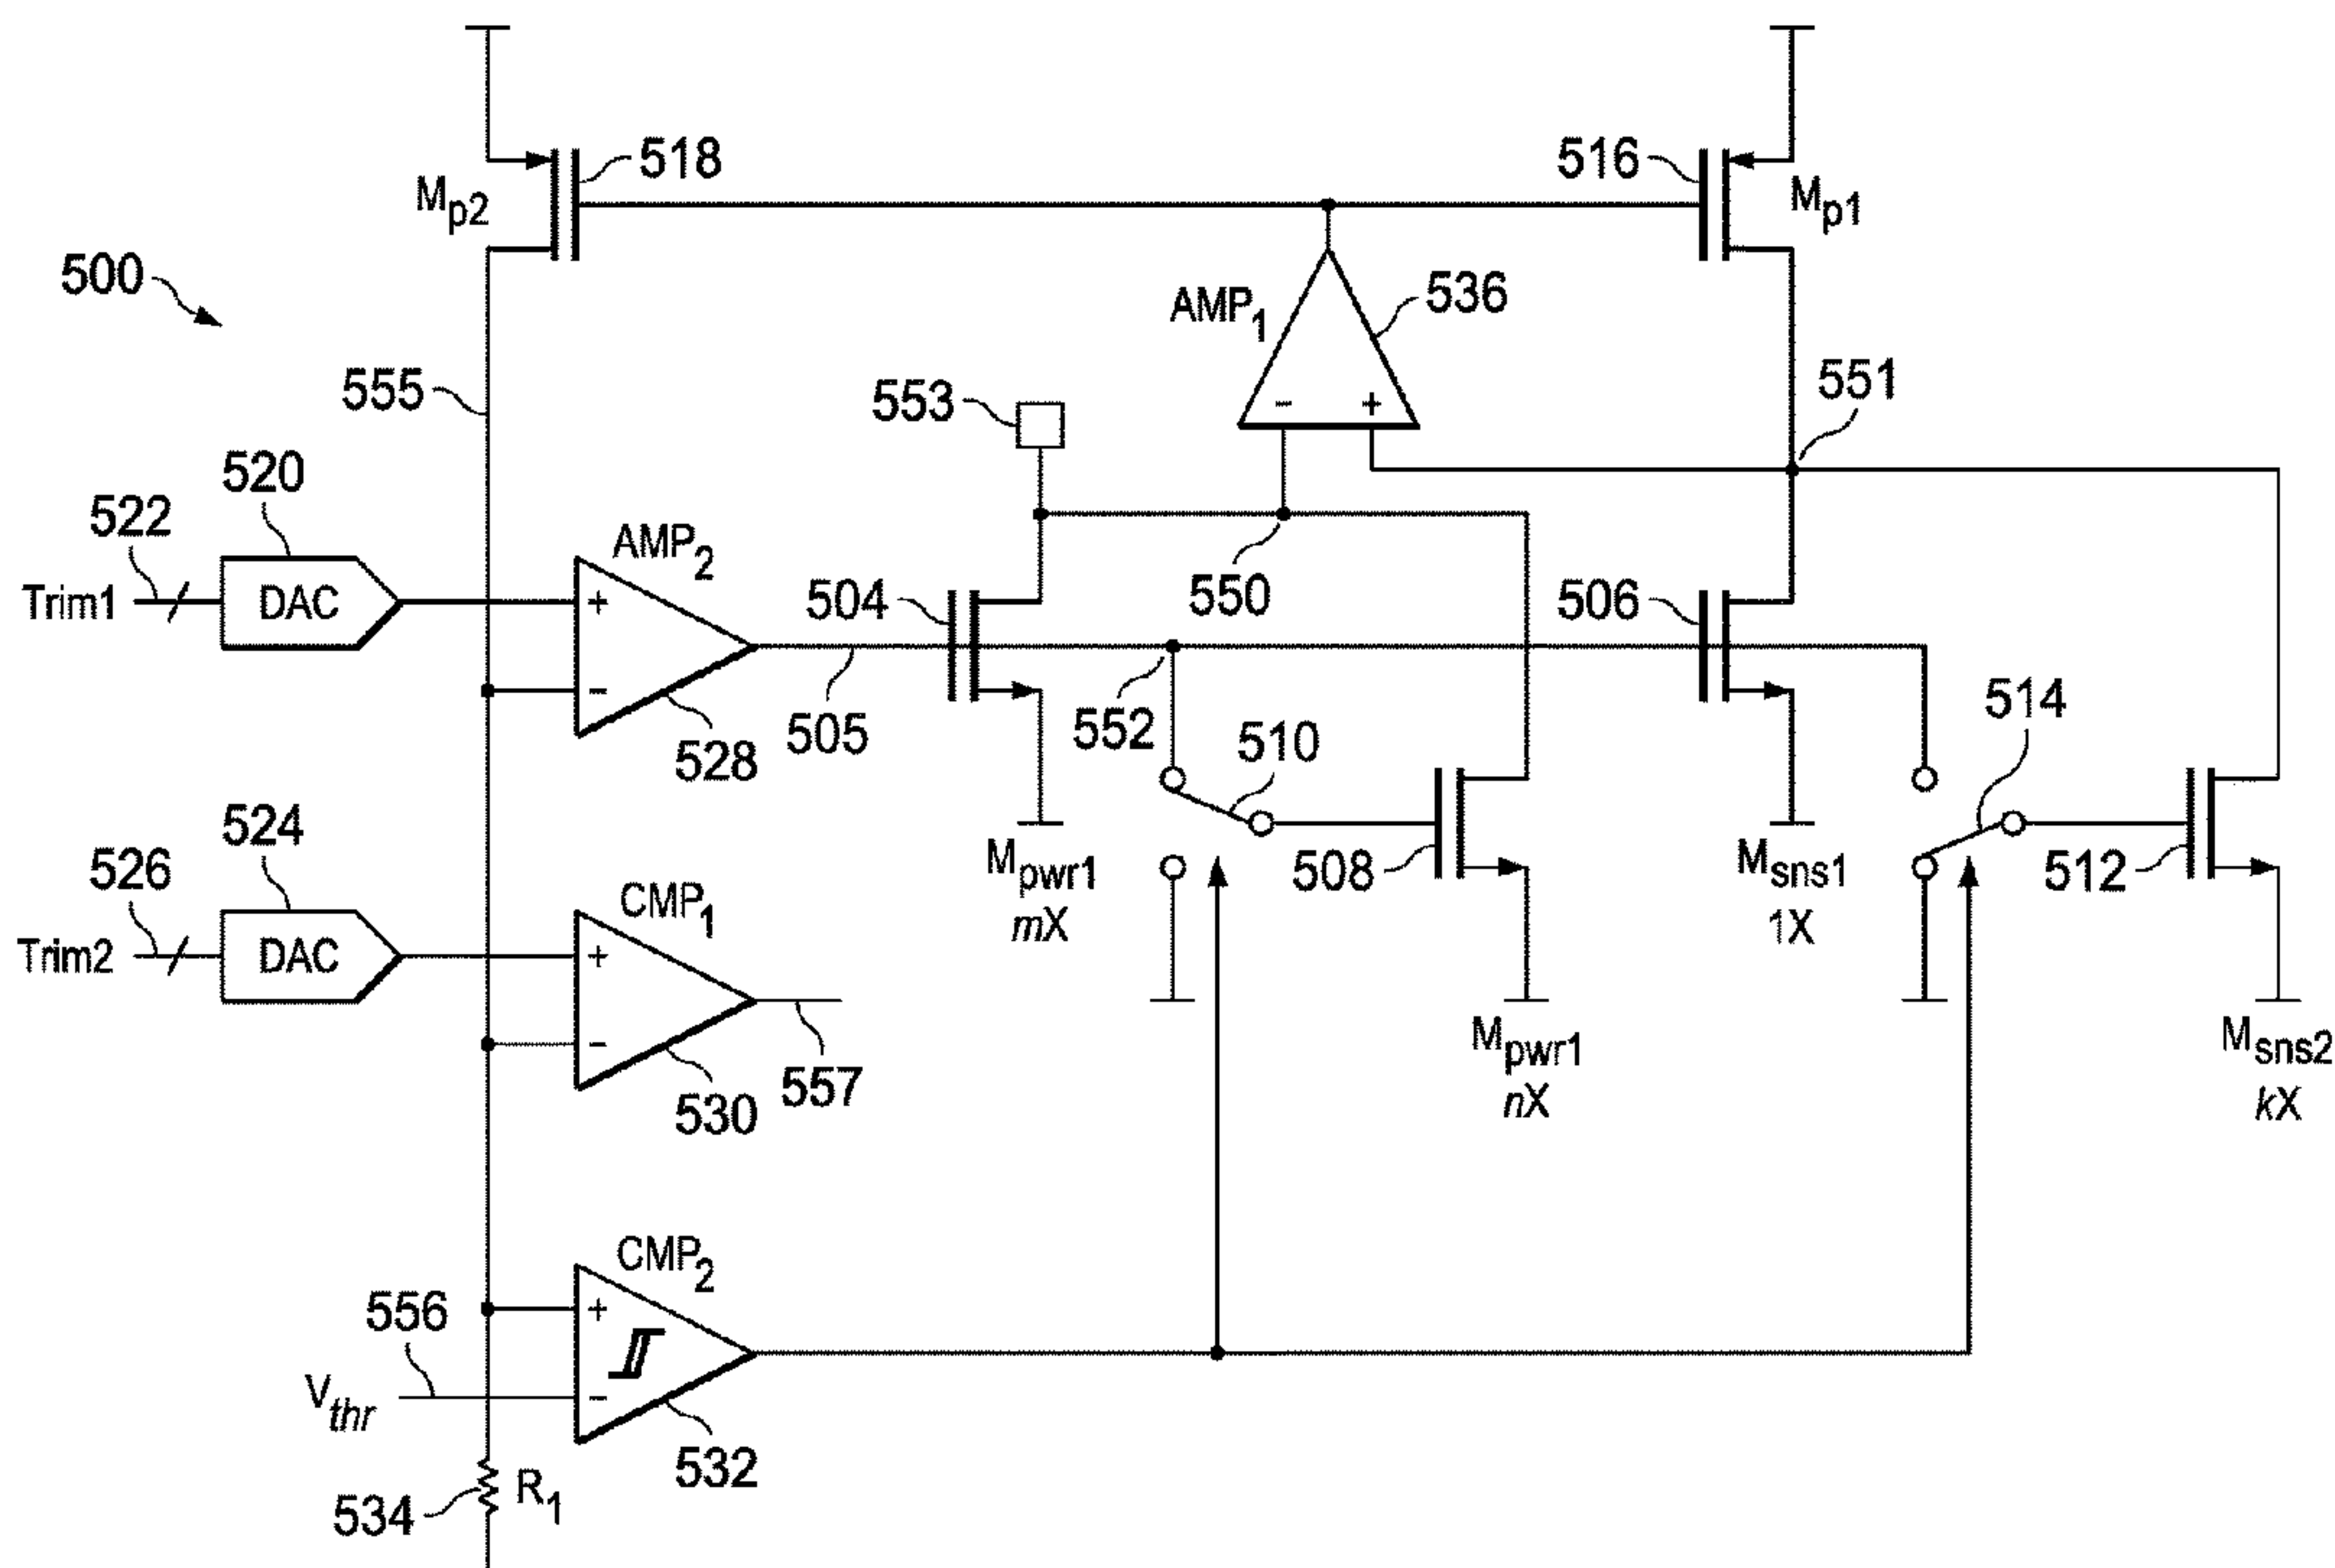 518
516
Mp2
Mp1
500
AMP1
536
555
553
551
520
522
AMP2
504
550
506
Trim1
DAC
+
-
514
552
510
505
528
524
526
CMP1
Mpwr1
mX
508
Msns1
1X
512
Trim2
DAC
+
-
557
530
Mpwr1
nX
Msns2
kX
CMP2
556
+
-
Vthr
532
R1
534
- +